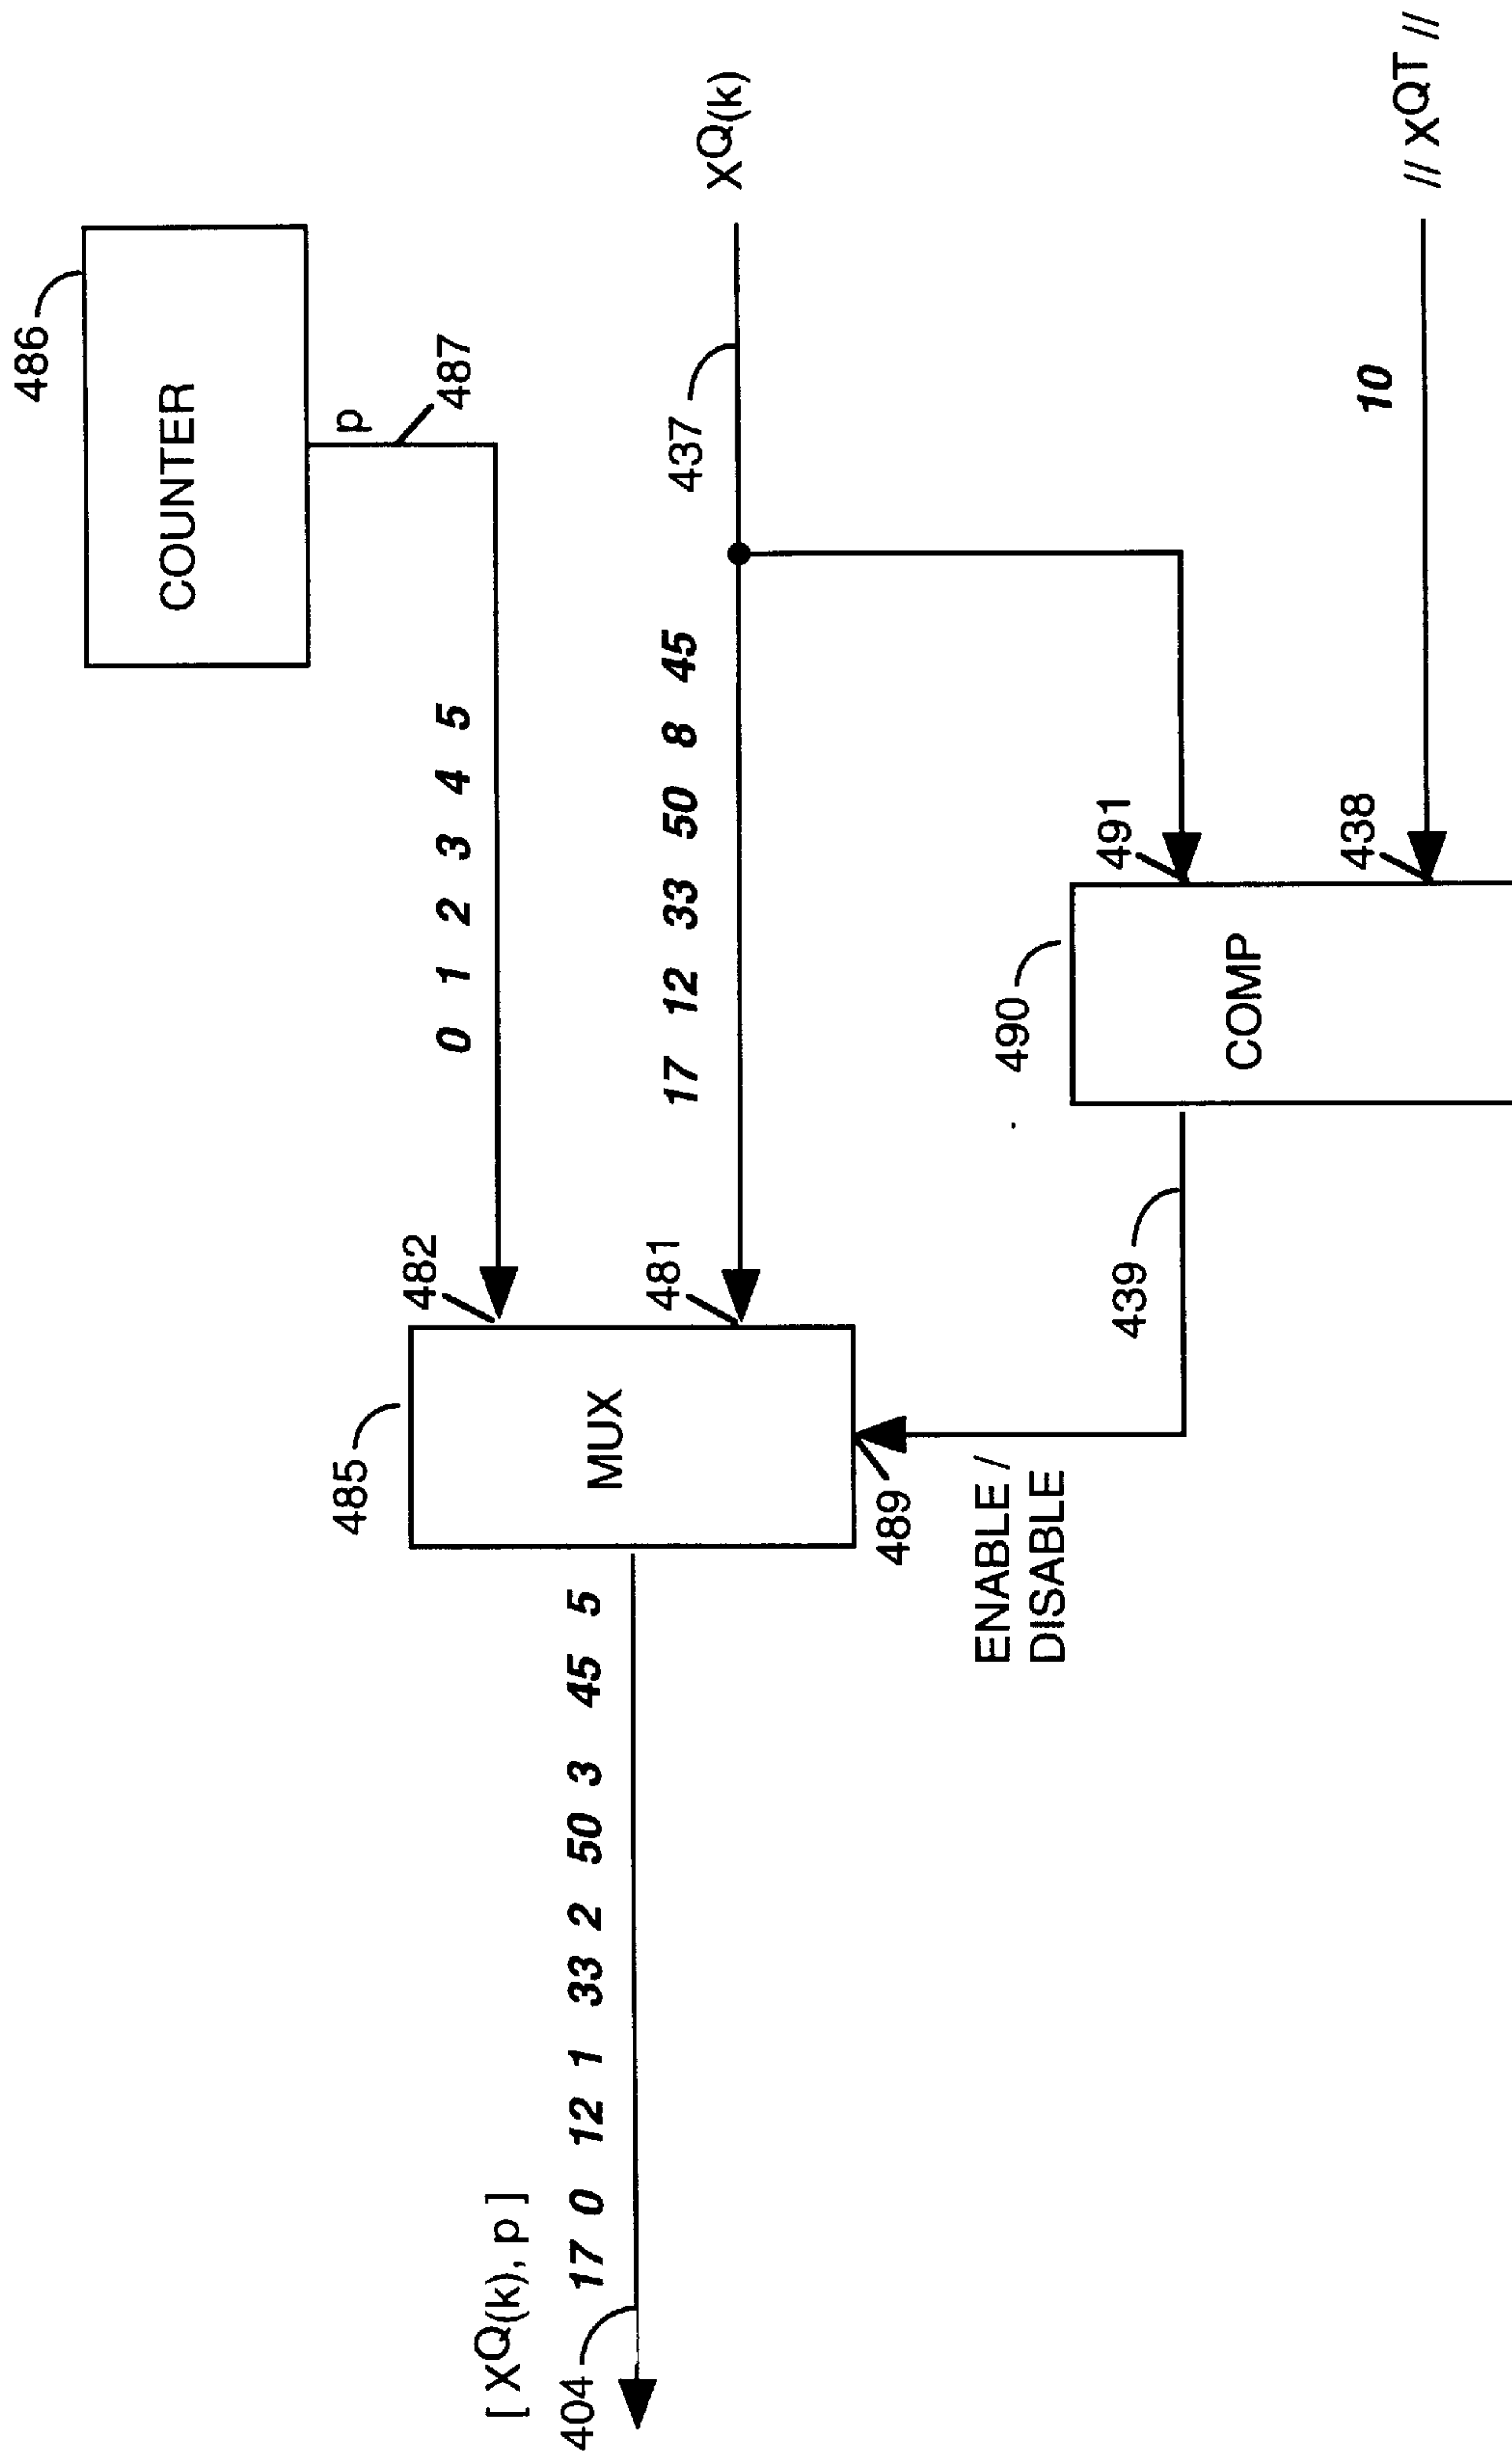 486
COUNTER
p
487
0 1 2 3 4 5
482
485
MUX
[ XQ(k), p ]
404
17 0 12 1 33 2 50 3 45 5
481
17 12 33 50 8 45
437
XQ(k)
489
ENABLE /
DISABLE
439
490
COMP
491
438
10
// XQT //